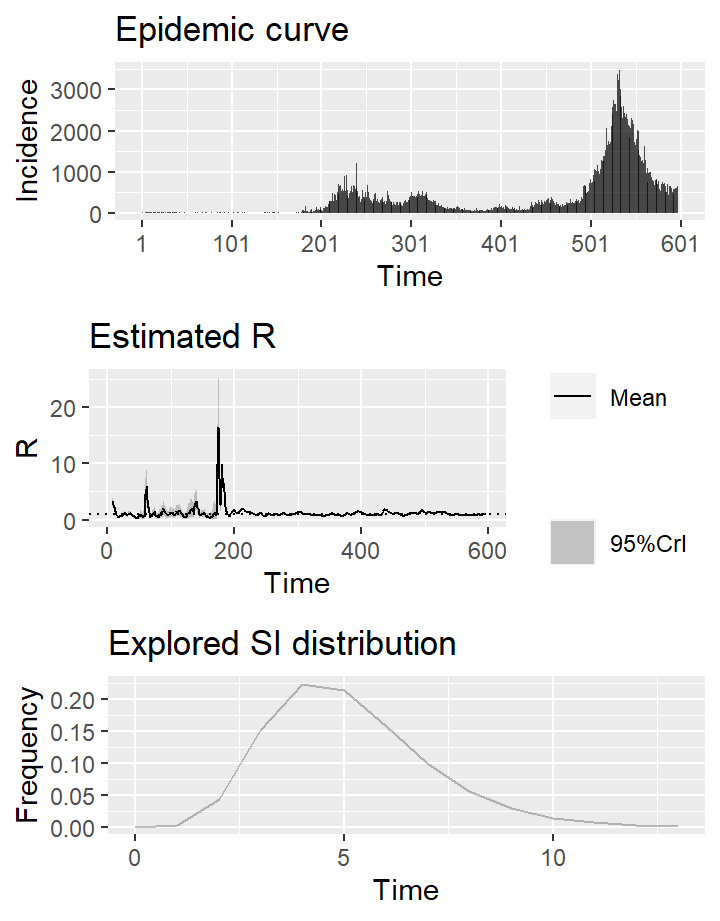 Epidemic curve
Incidence
3000
2000
1000
0
1 101 201 301 401 501 601
Time
Estimated R
R
20
10
0
0 200 400 600
Time
Mean
95%CrI
Explored SI distribution
Frequency
0.20
0.15
0.10
0.05
0.00
0 5 10
Time